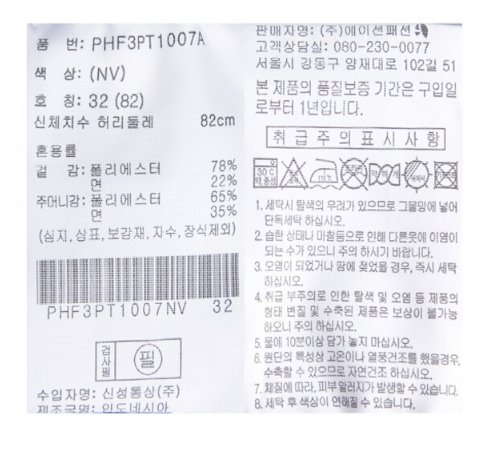 품 번: PHF3PT1007A
색 상: (NV)
호 칭: 32 (82)
신체치수 허리둘레 82cm
혼용률
겉 감: 폴리에스터 78%
면 22%
주머니감: 폴리에스터 65%
면 35%
(심지, 상표, 보강재, 자수, 장식제외)
PHF3PT1007NV 32
검사필 필
수입자명: 신성통상(주)
제조국명: 인도네시아
판매자명: (주)에이션패션
고객상담실: 080-230-0077
서울시 강동구 양재대로 102길 51
본 제품의 품질보증 기간은 구입일
로부터 1년입니다.
취급주의표시사항
30℃
1. 세탁시 탈색의 우려가 있으므로 그물망에 넣어
단독세탁 하십시오.
2. 습한 상태나 마찰등으로 인해 다른옷에 이염이
되는 수가 있으니 주의 하시기 바랍니다.
3. 오염이 되었거나 땀에 젖었을 경우, 즉시 세탁
하십시오.
4. 취급 부주의로 인한 탈색 및 오염 등 제품의
형태 변질 및 수축된 제품은 보상이 불가능
하오니 주의 하십시오.
5. 물에 10분이상 담가 놓지 마십시오.
6. 원단의 특성상 고온이나 열풍건조를 했을경우,
수축할 수 있으므로 자연건조 하십시오.
7. 체질에 따라, 피부알러지가 발생할 수 있습니다.
8. 세탁 후 색상이 연해질 수 있습니다.